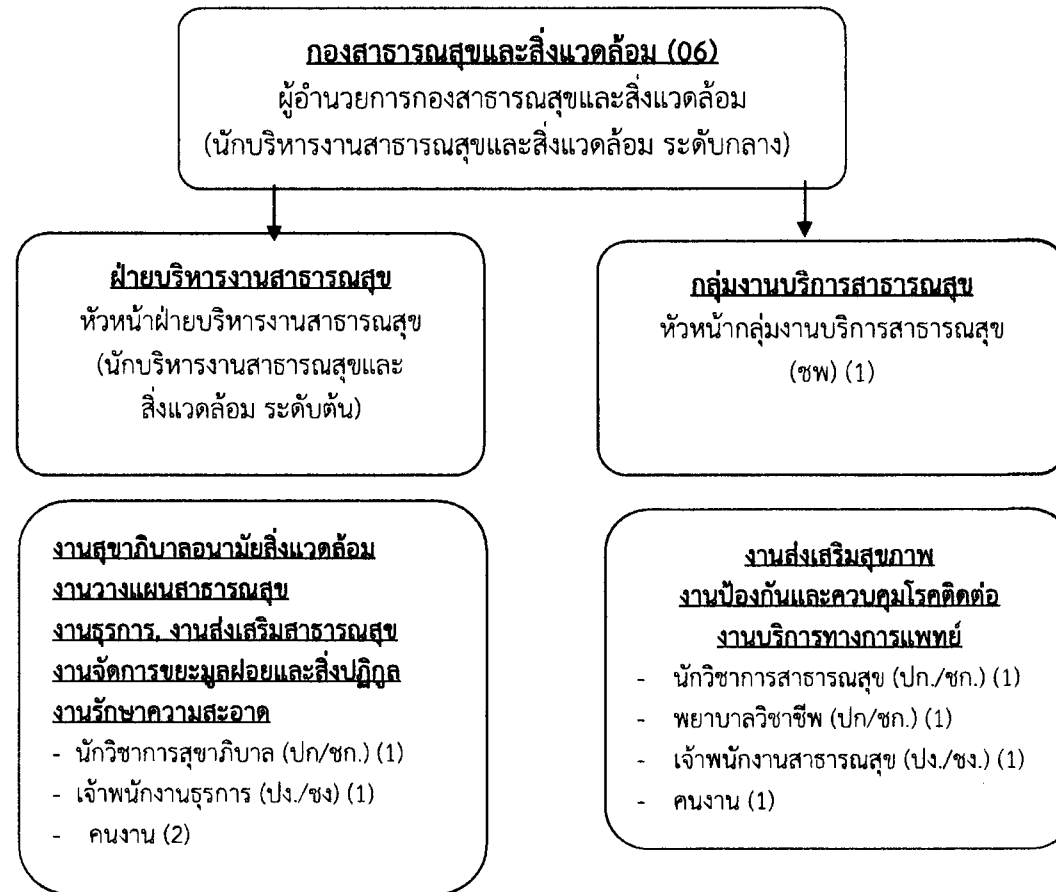 กองสาธารณสุขและสิ่งแวดล้อม (06)
ผู้อำนวยการกองสาธารณสุขและสิ่งแวดล้อม
(นักบริหารงานสาธารณสุขและสิ่งแวดล้อม ระดับกลาง)
ฝ่ายบริหารงานสาธารณสุข
หัวหน้าฝ่ายบริหารงานสาธารณสุข
(นักบริหารงานสาธารณสุขและ
สิ่งแวดล้อม ระดับต้น)
กลุ่มงานบริการสาธารณสุข
หัวหน้ากลุ่มงานบริการสาธารณสุข
(ชพ) (1)
งานสุขาภิบาลอนามัยสิ่งแวดล้อม
งานวางแผนสาธารณสุข
งานธุรการ, งานส่งเสริมสาธารณสุข
งานจัดการขยะมูลฝอยและสิ่งปฏิกูล
งานรักษาความสะอาด
- นักวิชาการสุขาภิบาล (ปก/ชก.) (1)
- เจ้าพนักงานธุรการ (ปง./ชง) (1)
- คนงาน (2)
งานส่งเสริมสุขภาพ
งานป้องกันและควบคุมโรคติดต่อ
งานบริการทางการแพทย์
- นักวิชาการสาธารณสุข (ปก./ชก.) (1)
- พยาบาลวิชาชีพ (ปก/ชก.) (1)
- เจ้าพนักงานสาธารณสุข (ปง./ชง.) (1)
- คนงาน (1)